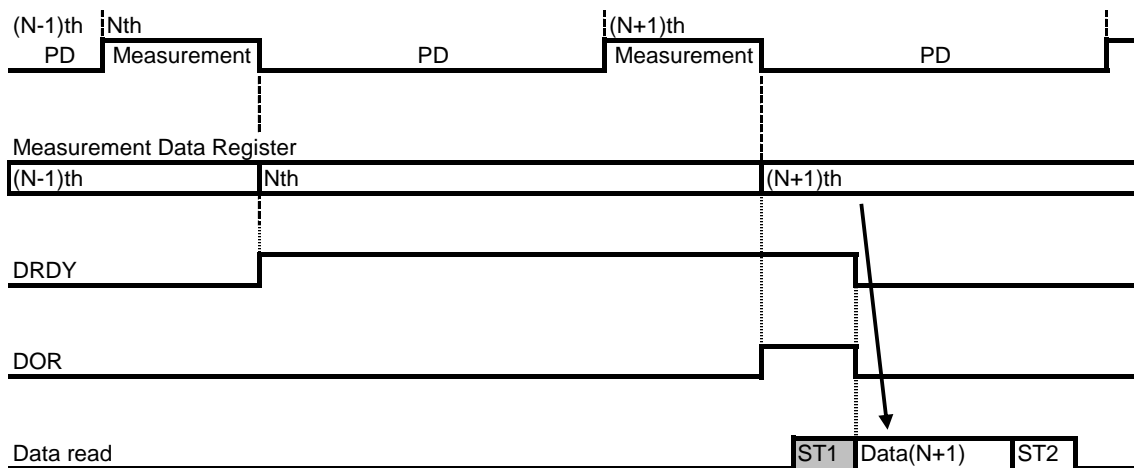 (N-1)th Nth (N+1)th
PD Measurement PD Measurement PD
Measurement Data Register
(N-1)th Nth (N+1)th
DRDY
DOR
Data read ST1 Data(N+1) ST2